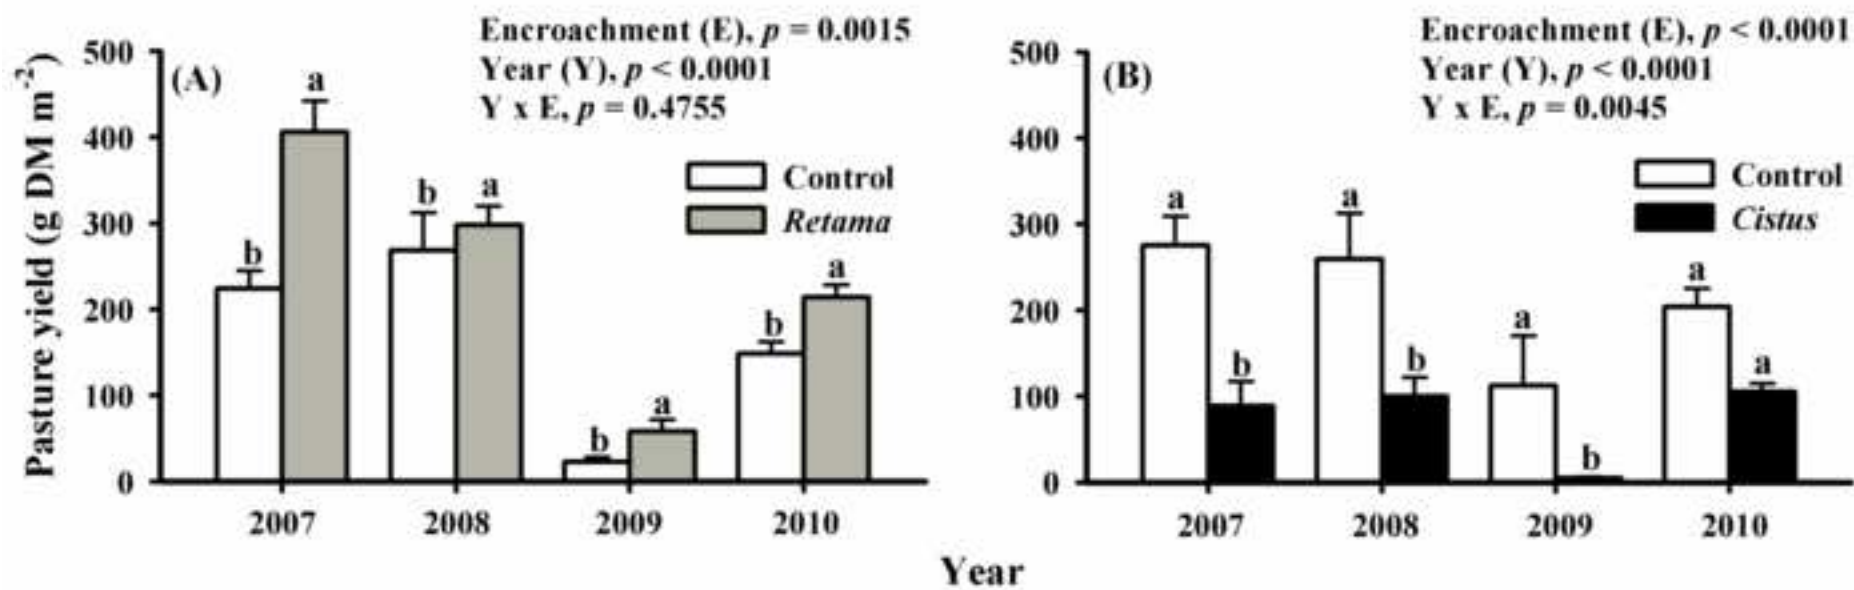 Encroachment (E), p = 0.0015
Year (Y), p < 0.0001
Y x E, p = 0.4755
(A)
Pasture yield (g DM m-2)
500
400
300
200
100
0
Control
Retama
b
a
b
a
b
a
b
a
2007
2008
2009
2010
Encroachment (E), p < 0.0001
Year (Y), p < 0.0001
Y x E, p = 0.0045
(B)
500
400
300
200
100
0
Control
Cistus
a
b
a
b
a
b
a
a
2007
2008
2009
2010
Year